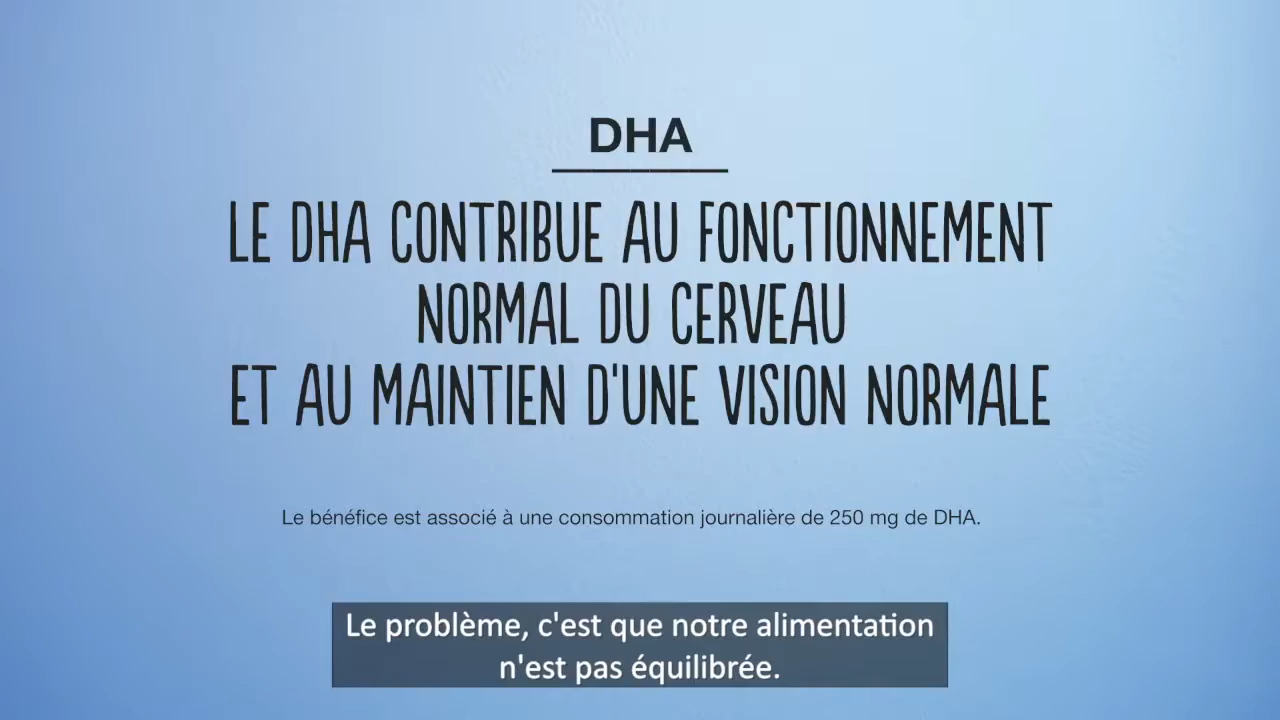 DHA
LE DHA CONTRIBUE AU FONCTIONNEMENT
NORMAL DU CERVEAU
ET AU MAINTIEN D'UNE VISION NORMALE
Le bénéfice est associé à une consommation journalière de 250 mg de DHA.
Le problème, c'est que notre alimentation
n'est pas équilibrée.